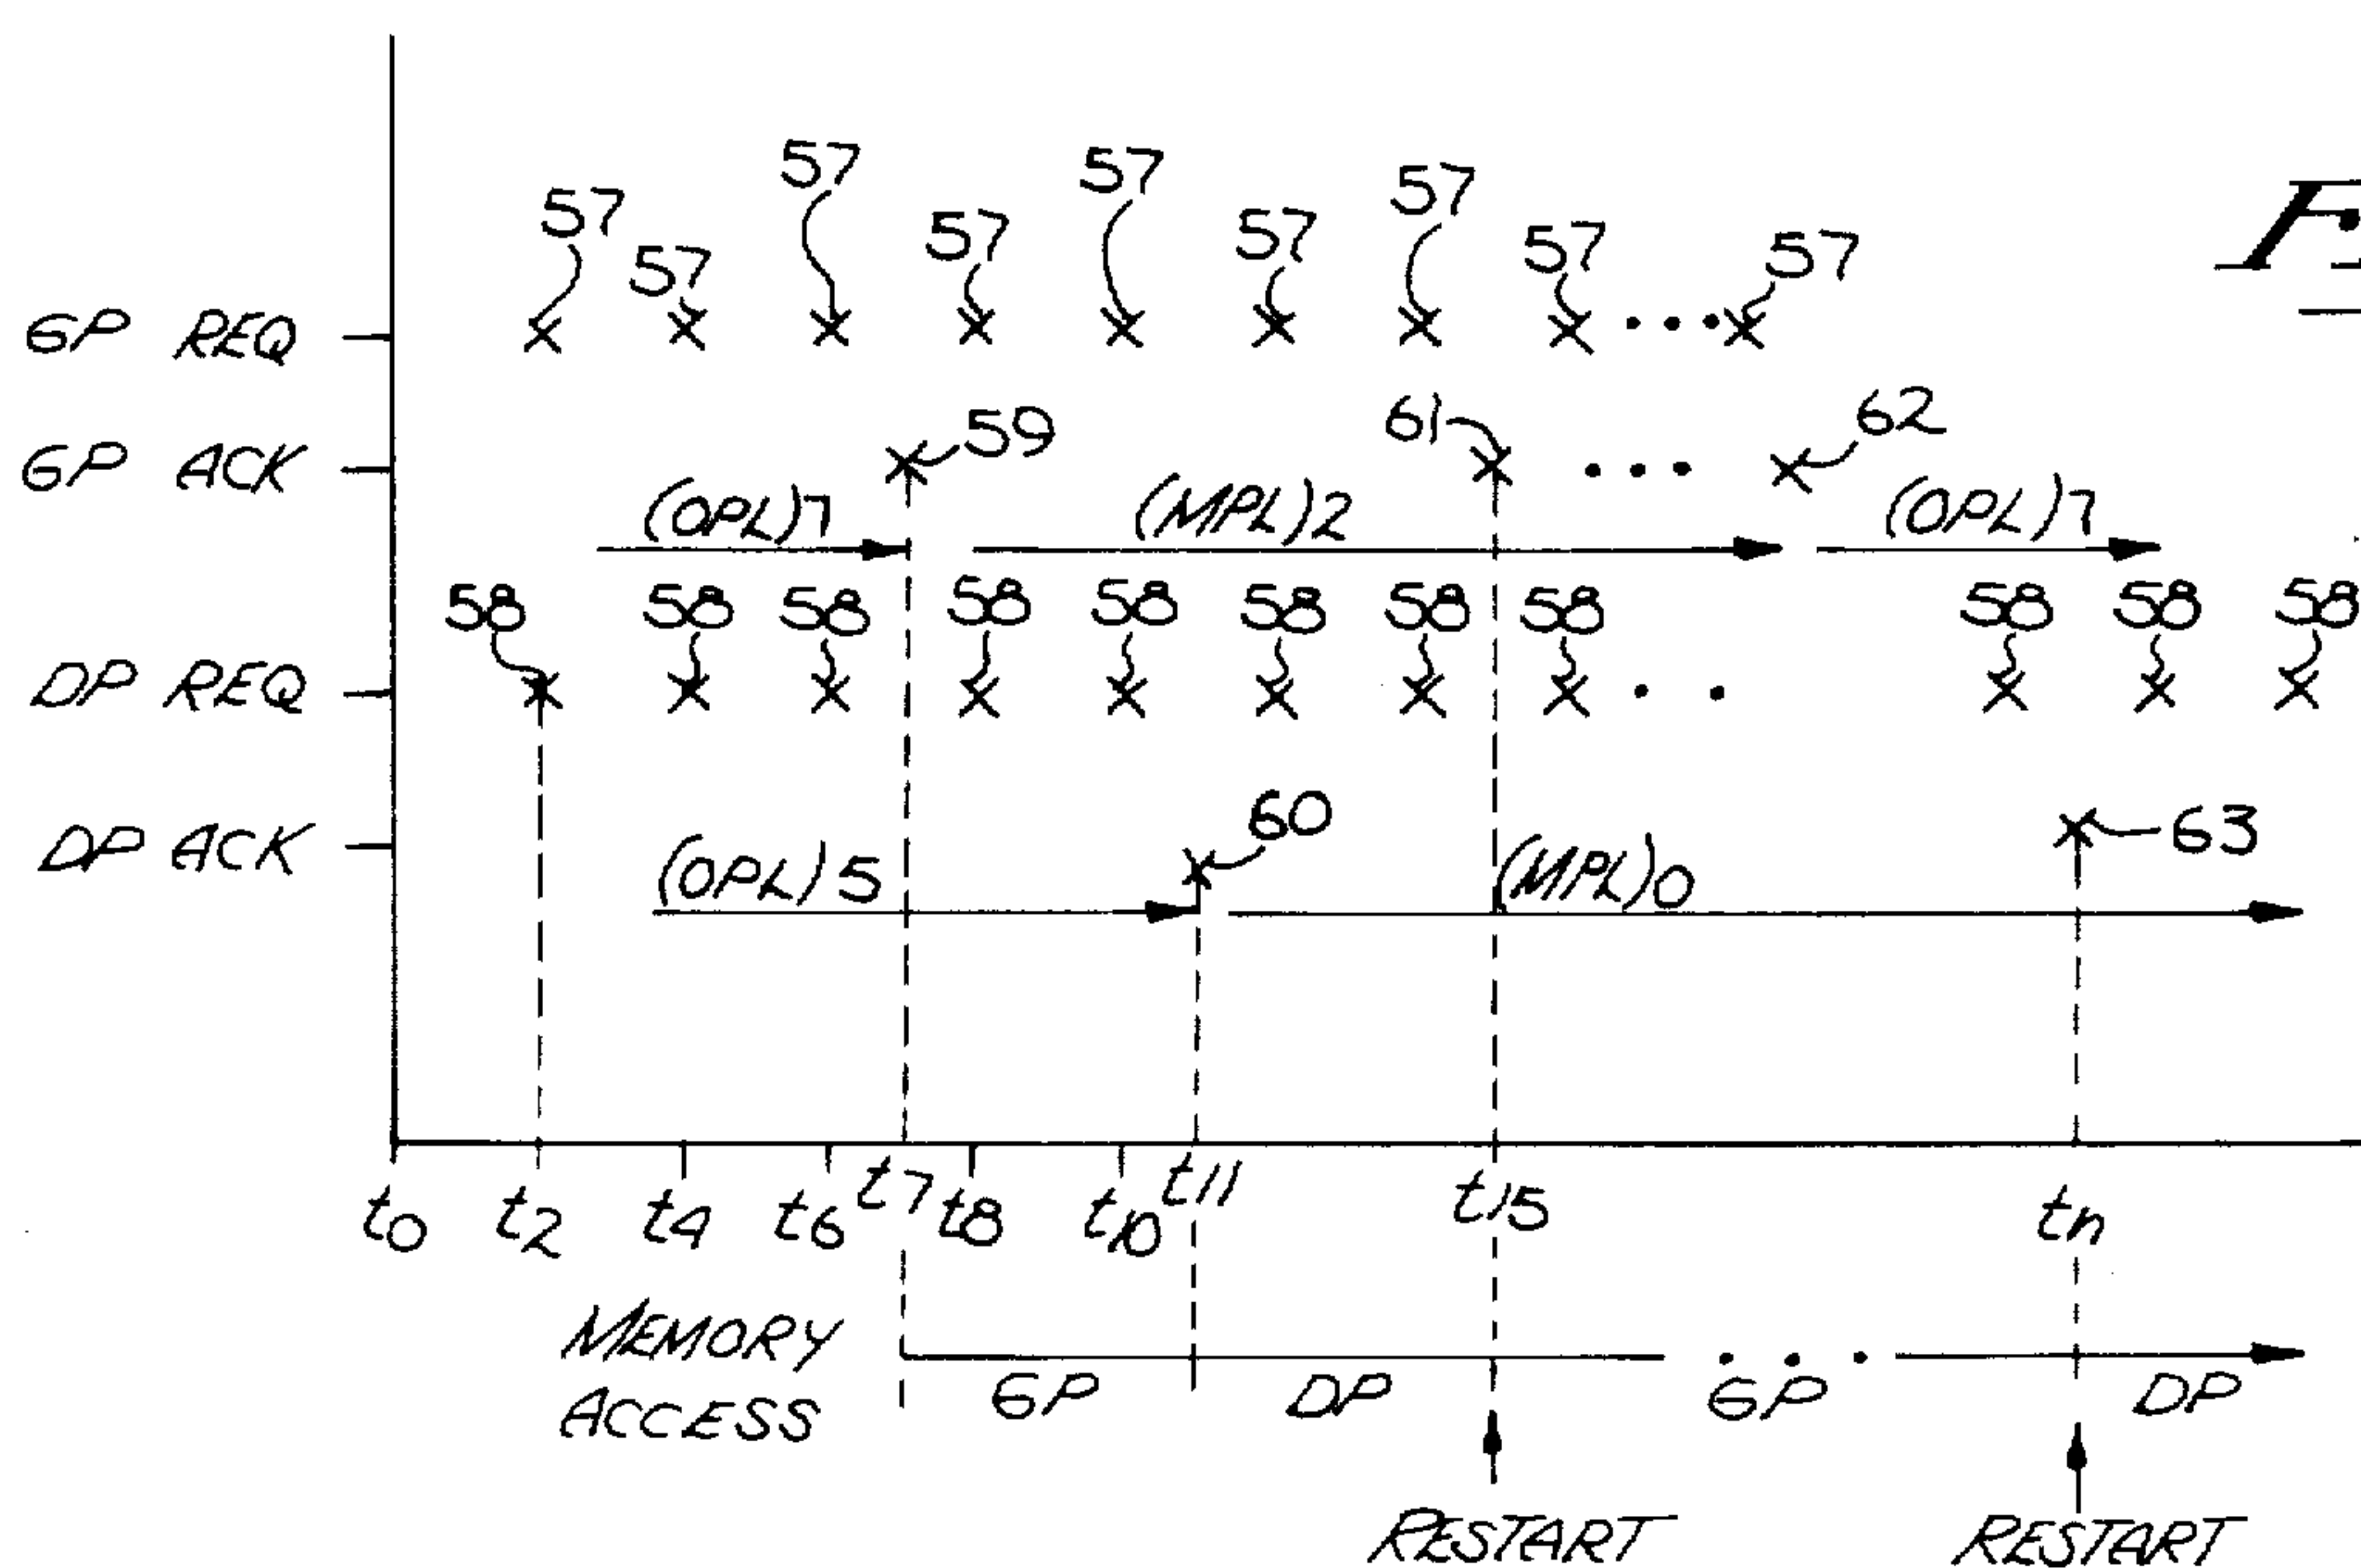 57 57 57 57
57 57 57 57 57
Fi
GP REQ
59 61 62
GP ACK
(OPL)7 (MPL)2 (OPL)7
58 58 58 58 58 58 58 58 58 58 58
DP REQ
60 63
DP ACK
(OPL)5 (MPL)0
t0 t2 t4 t6 t7 t8 t10 t11 t15 tn
MEMORY
ACCESS
GP DP GP DP
RESTART RESTART